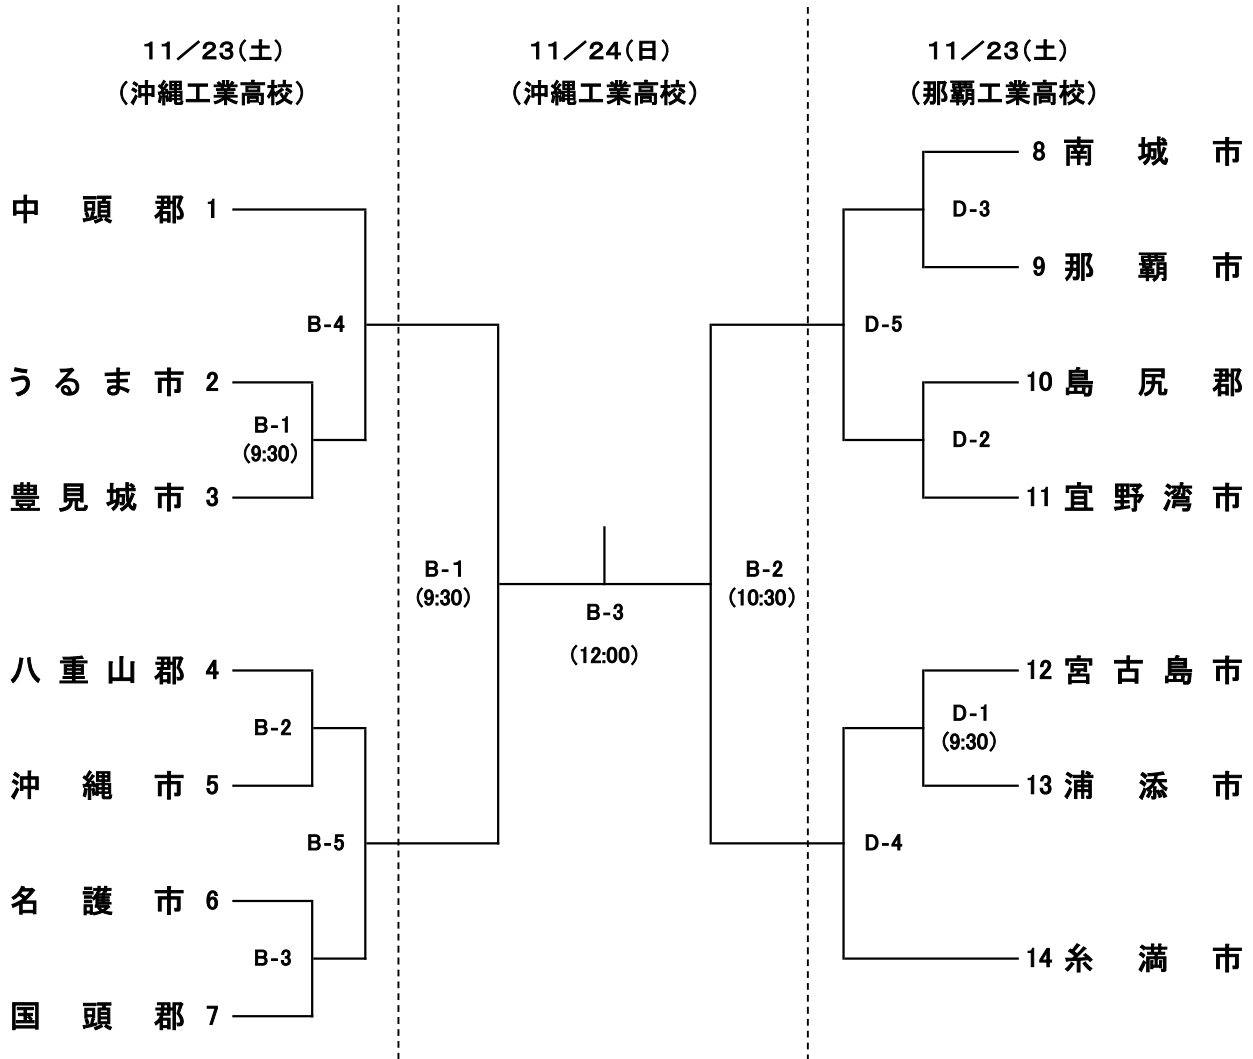 11／23(土)
(沖縄工業高校)
11／24(日)
(沖縄工業高校)
11／23(土)
(那覇工業高校)
中頭郡 1
B-4
うるま市 2
B-1
(9:30)
豊見城市 3
八重山郡 4
B-2
沖縄市 5
B-5
名護市 6
B-3
国頭郡 7
B-1
(9:30)
B-3
(12:00)
B-2
(10:30)
8 南城市
D-3
9 那覇市
D-5
10 島尻郡
D-2
11 宜野湾市
12 宮古島市
D-1
(9:30)
13 浦添市
D-4
14 糸満市